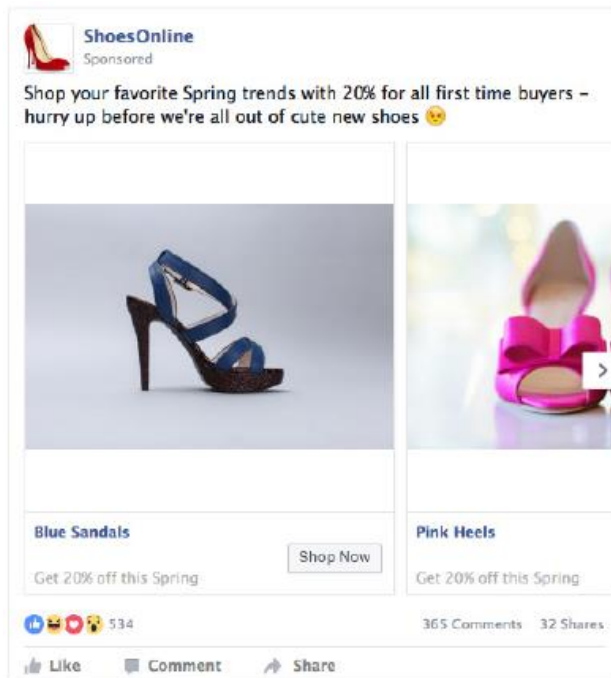 ShoesOnline
Sponsored
Shop your favorite Spring trends with 20% for all first time buyers –
hurry up before we're all out of cute new shoes 😉
Blue Sandals
Shop Now
Get 20% off this Spring
Pink Heels
Get 20% off this Spring
534
365 Comments 32 Shares
Like Comment Share